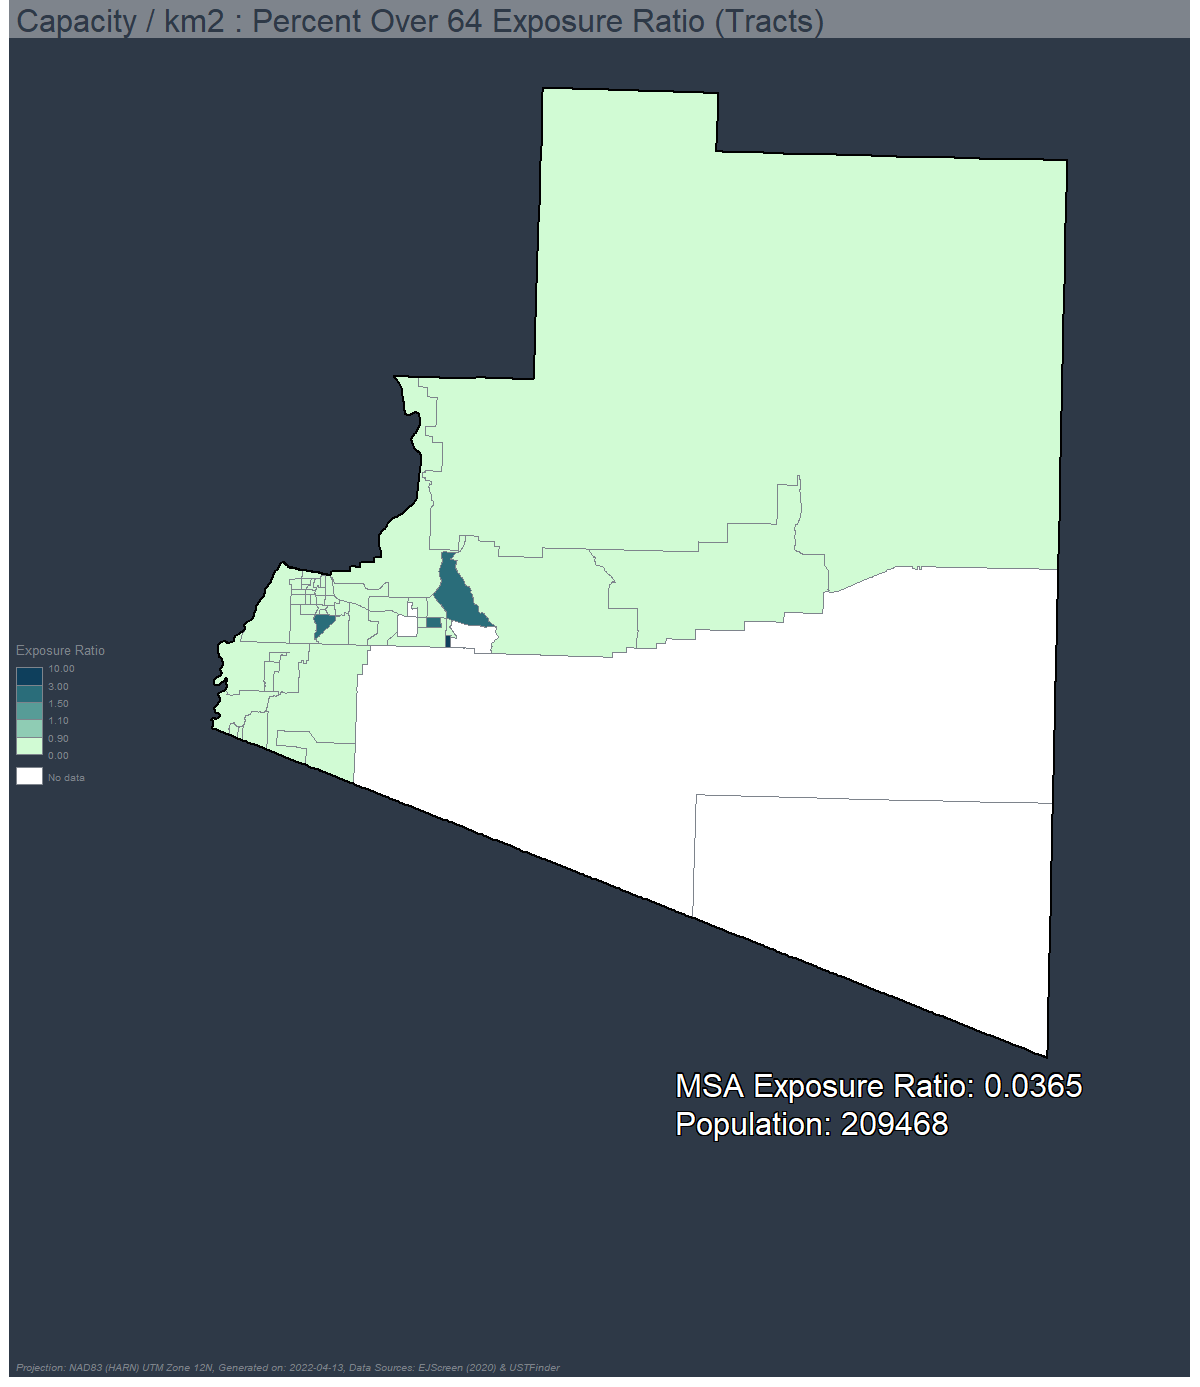 Capacity / km2 : Percent Over 64 Exposure Ratio (Tracts)
Exposure Ratio
10.00
3.00
1.50
1.10
0.90
0.00
No data
MSA Exposure Ratio: 0.0365
Population: 209468
Projection: NAD83 (HARN) UTM Zone 12N, Generated on: 2022-04-13, Data Sources: EJScreen (2020) & USTFinder